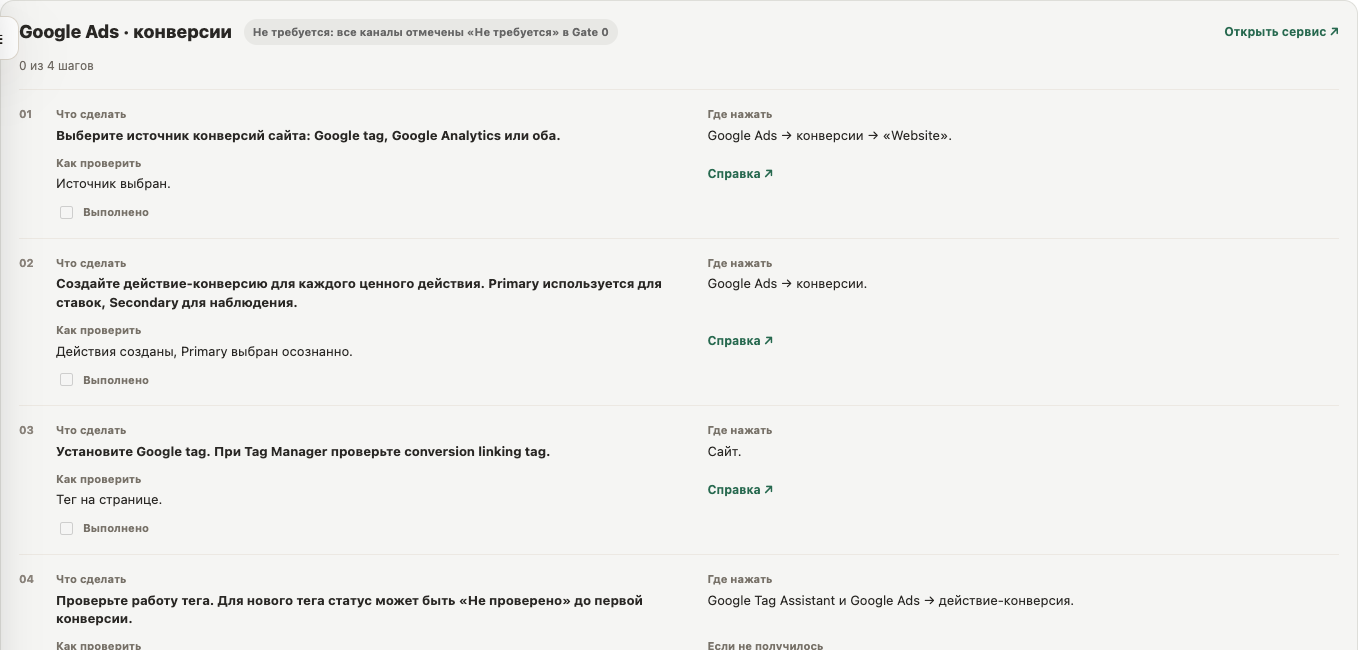 Google Ads · конверсии
Не требуется: все каналы отмечены «Не требуется» в Gate 0
Открыть сервис ↗
0 из 4 шагов
01
Что сделать
Выберите источник конверсий сайта: Google tag, Google Analytics или оба.
Как проверить
Источник выбран.
Выполнено
Где нажать
Google Ads → конверсии → «Website».
Справка ↗
02
Что сделать
Создайте действие-конверсию для каждого ценного действия. Primary используется для
ставок, Secondary для наблюдения.
Как проверить
Действия созданы, Primary выбран осознанно.
Выполнено
Где нажать
Google Ads → конверсии.
Справка ↗
03
Что сделать
Установите Google tag. При Tag Manager проверьте conversion linking tag.
Как проверить
Тег на странице.
Выполнено
Где нажать
Сайт.
Справка ↗
04
Что сделать
Проверьте работу тега. Для нового тега статус может быть «Не проверено» до первой
конверсии.
Как проверить
Где нажать
Google Tag Assistant и Google Ads → действие-конверсия.
Если не получилось